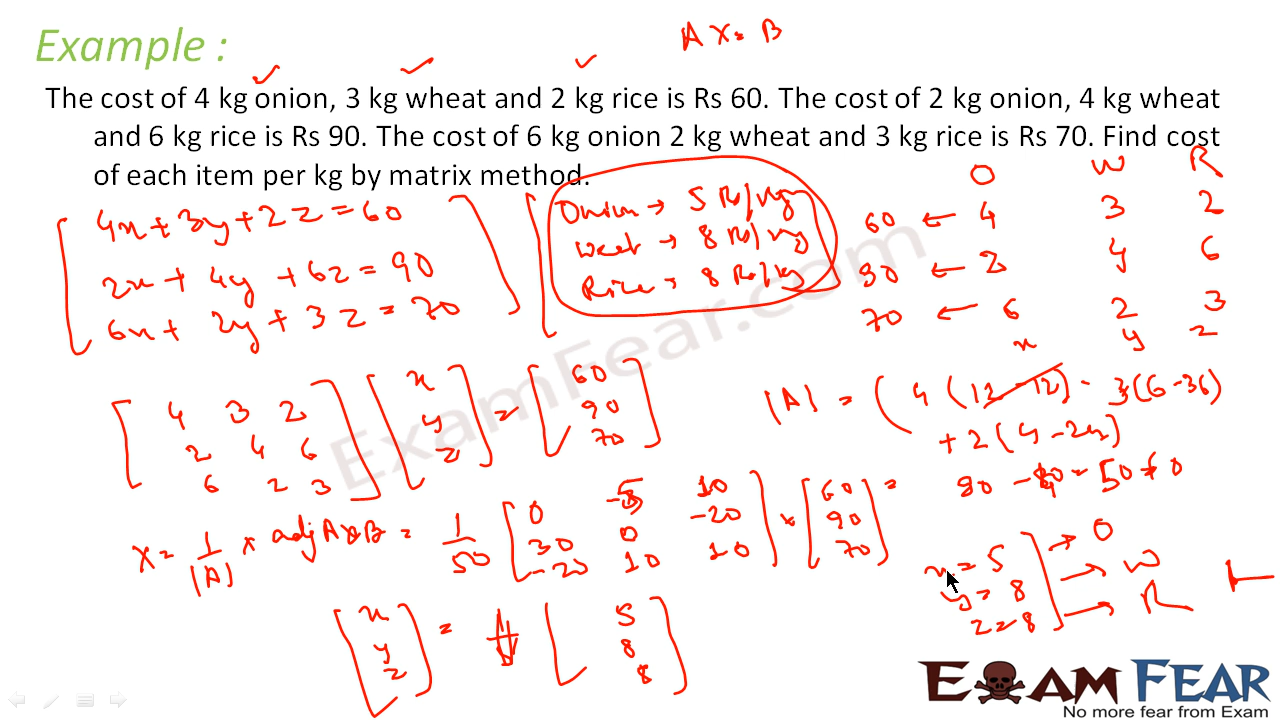 Example :
A X = B
The cost of 4 kg onion, 3 kg wheat and 2 kg rice is Rs 60. The cost of 2 kg onion, 4 kg wheat
and 6 kg rice is Rs 90. The cost of 6 kg onion 2 kg wheat and 3 kg rice is Rs 70. Find cost
of each item per kg by matrix method.
O W R
4x + 3y + 2z = 60
2x + 4y + 6z = 90
6x + 2y + 3z = 70
Onion → 5 Rs/kg
Weat → 8 Rs/kg
Rice → 8 Rs/kg
60 ← 4 3 2
90 ← 2 4 6
70 ← 6 2 3
x y z
4 3 2
2 4 6
6 2 3
x
y
z
=
60
90
70
|A| = ( 4 (12 - 12) - 3(6 - 36)
+ 2 (4 - 24)
90 - 40 = 50 ≠ 0
X = 1/|A| × adj A × B = 1/50
0 -5 10
30 0 -20
-20 10 10
×
60
90
70
=
x = 5 → O
y = 8 → W
z = 8 → R
x
y
z
=
5
8
8
ExamFear.com
EXAM FEAR
No more fear from Exam